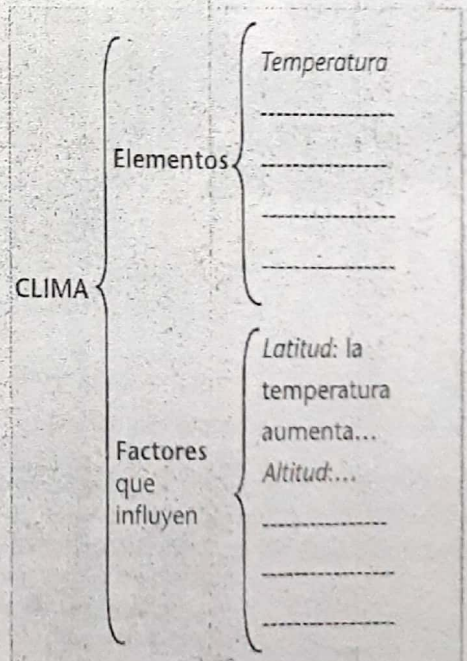 Temperatura
Elementos
CLIMA
Latitud: la
temperatura
aumenta...
Altitud:...
Factores
que
influyen